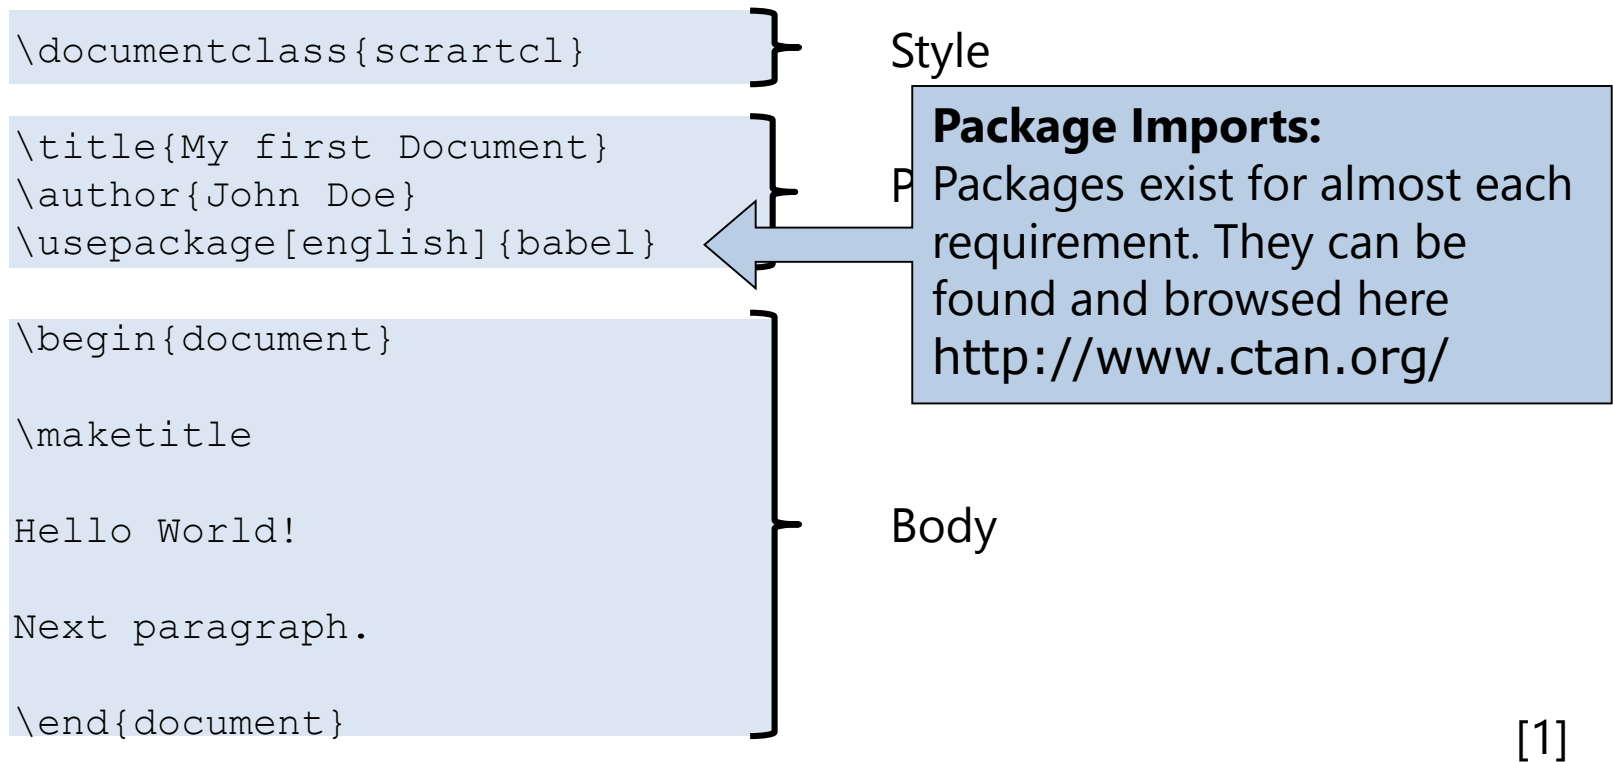 \documentclass{scrartcl}
Style
\title{My first Document}
\author{John Doe}
\usepackage[english]{babel}
P
Package Imports:
Packages exist for almost each
requirement. They can be
found and browsed here
http://www.ctan.org/
\begin{document}
\maketitle
Hello World!
Next paragraph.
\end{document}
Body
[1]